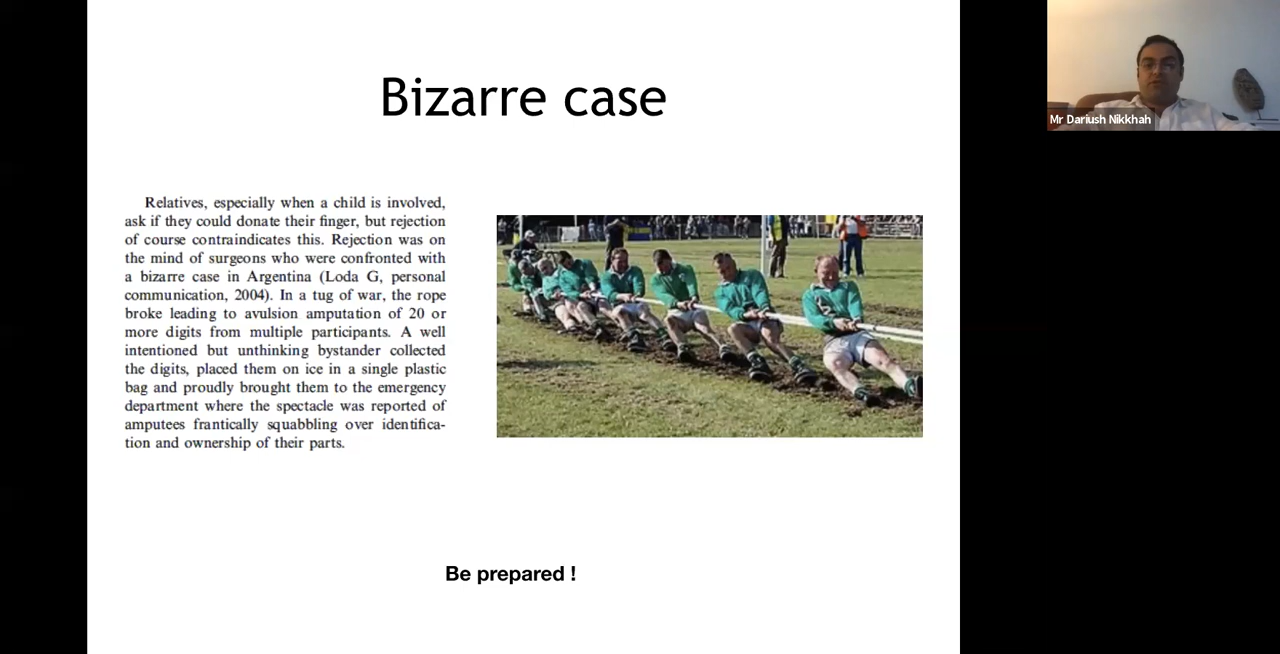 Bizarre case
Relatives, especially when a child is involved,
ask if they could donate their finger, but rejection
of course contraindicates this. Rejection was on
the mind of surgeons who were confronted with
a bizarre case in Argentina (Loda G, personal
communication, 2004). In a tug of war, the rope
broke leading to avulsion amputation of 20 or
more digits from multiple participants. A well
intentioned but unthinking bystander collected
the digits, placed them on ice in a single plastic
bag and proudly brought them to the emergency
department where the spectacle was reported of
amputees frantically squabbling over identifica-
tion and ownership of their parts.
Be prepared !
Mr Dariush Nikkhah